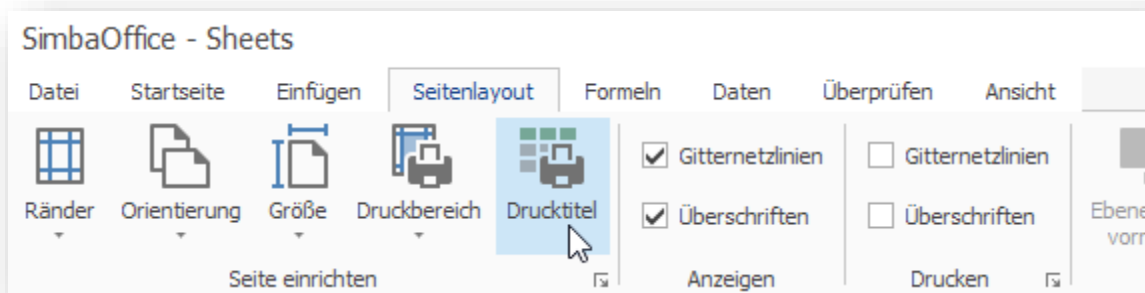 SimbaOffice - Sheets
Datei Startseite Einfügen Seitenlayout Formeln Daten Überprüfen Ansicht
Gitternetzlinien Gitternetzlinien
Ränder Orientierung Größe Druckbereich Drucktitel Überschriften Überschriften
Seite einrichten Anzeigen Drucken